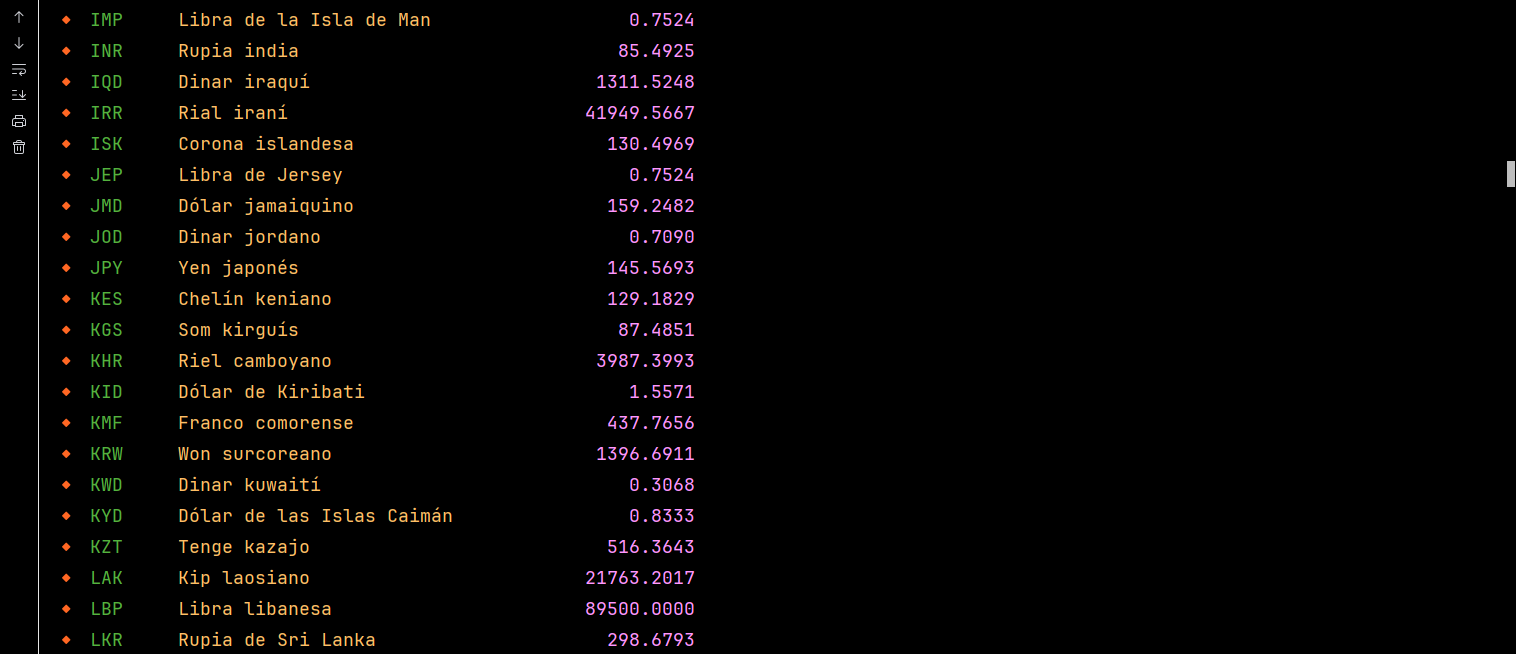 ◆ IMP Libra de la Isla de Man 0.7524
◆ INR Rupia india 85.4925
◆ IQD Dinar iraquí 1311.5248
◆ IRR Rial iraní 41949.5667
◆ ISK Corona islandesa 130.4969
◆ JEP Libra de Jersey 0.7524
◆ JMD Dólar jamaiquino 159.2482
◆ JOD Dinar jordano 0.7090
◆ JPY Yen japonés 145.5693
◆ KES Chelín keniano 129.1829
◆ KGS Som kirguís 87.4851
◆ KHR Riel camboyano 3987.3993
◆ KID Dólar de Kiribati 1.5571
◆ KMF Franco comorense 437.7656
◆ KRW Won surcoreano 1396.6911
◆ KWD Dinar kuwaití 0.3068
◆ KYD Dólar de las Islas Caimán 0.8333
◆ KZT Tenge kazajo 516.3643
◆ LAK Kip laosiano 21763.2017
◆ LBP Libra libanesa 89500.0000
◆ LKR Rupia de Sri Lanka 298.6793